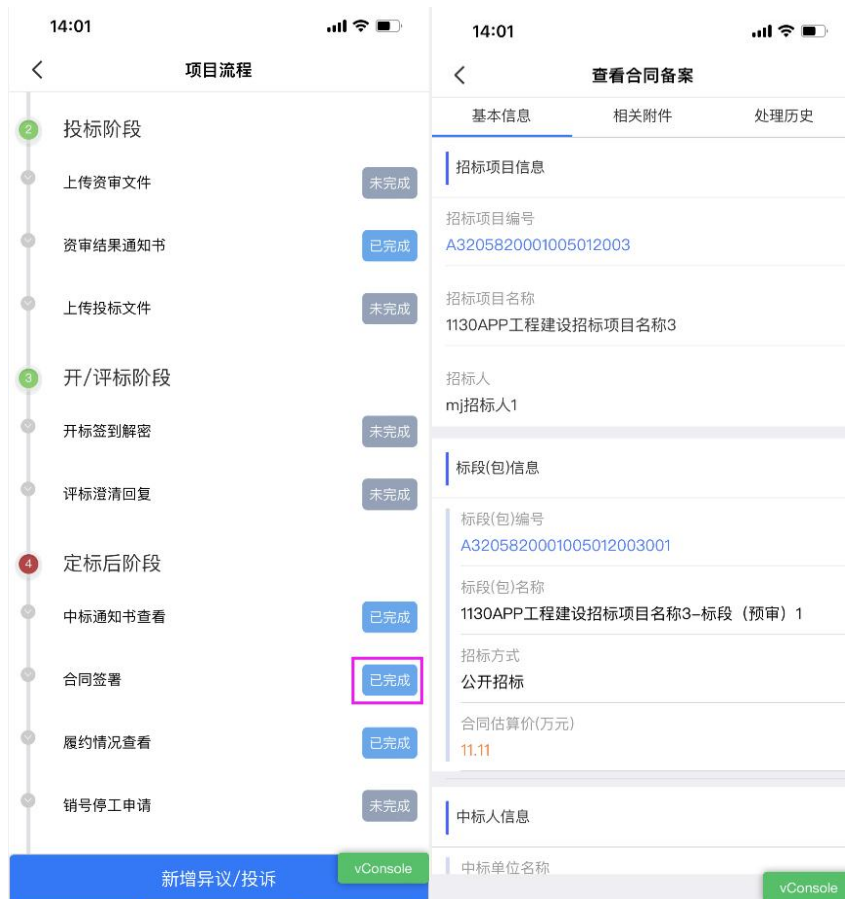 14:01
项目流程
2
投标阶段
上传资审文件
未完成
资审结果通知书
已完成
上传投标文件
未完成
3
开/评标阶段
开标签到解密
未完成
评标澄清回复
未完成
4
定标后阶段
中标通知书查看
已完成
合同签署
已完成
履约情况查看
已完成
销号停工申请
未完成
新增异议/投诉
vConsole
14:01
查看合同备案
基本信息
相关附件
处理历史
招标项目信息
招标项目编号
A3205820001005012003
招标项目名称
1130APP工程建设招标项目名称3
招标人
mj招标人1
标段(包)信息
标段(包)编号
A3205820001005012003001
标段(包)名称
1130APP工程建设招标项目名称3-标段（预审）1
招标方式
公开招标
合同估算价(万元)
11.11
中标人信息
中标单位名称
vConsole